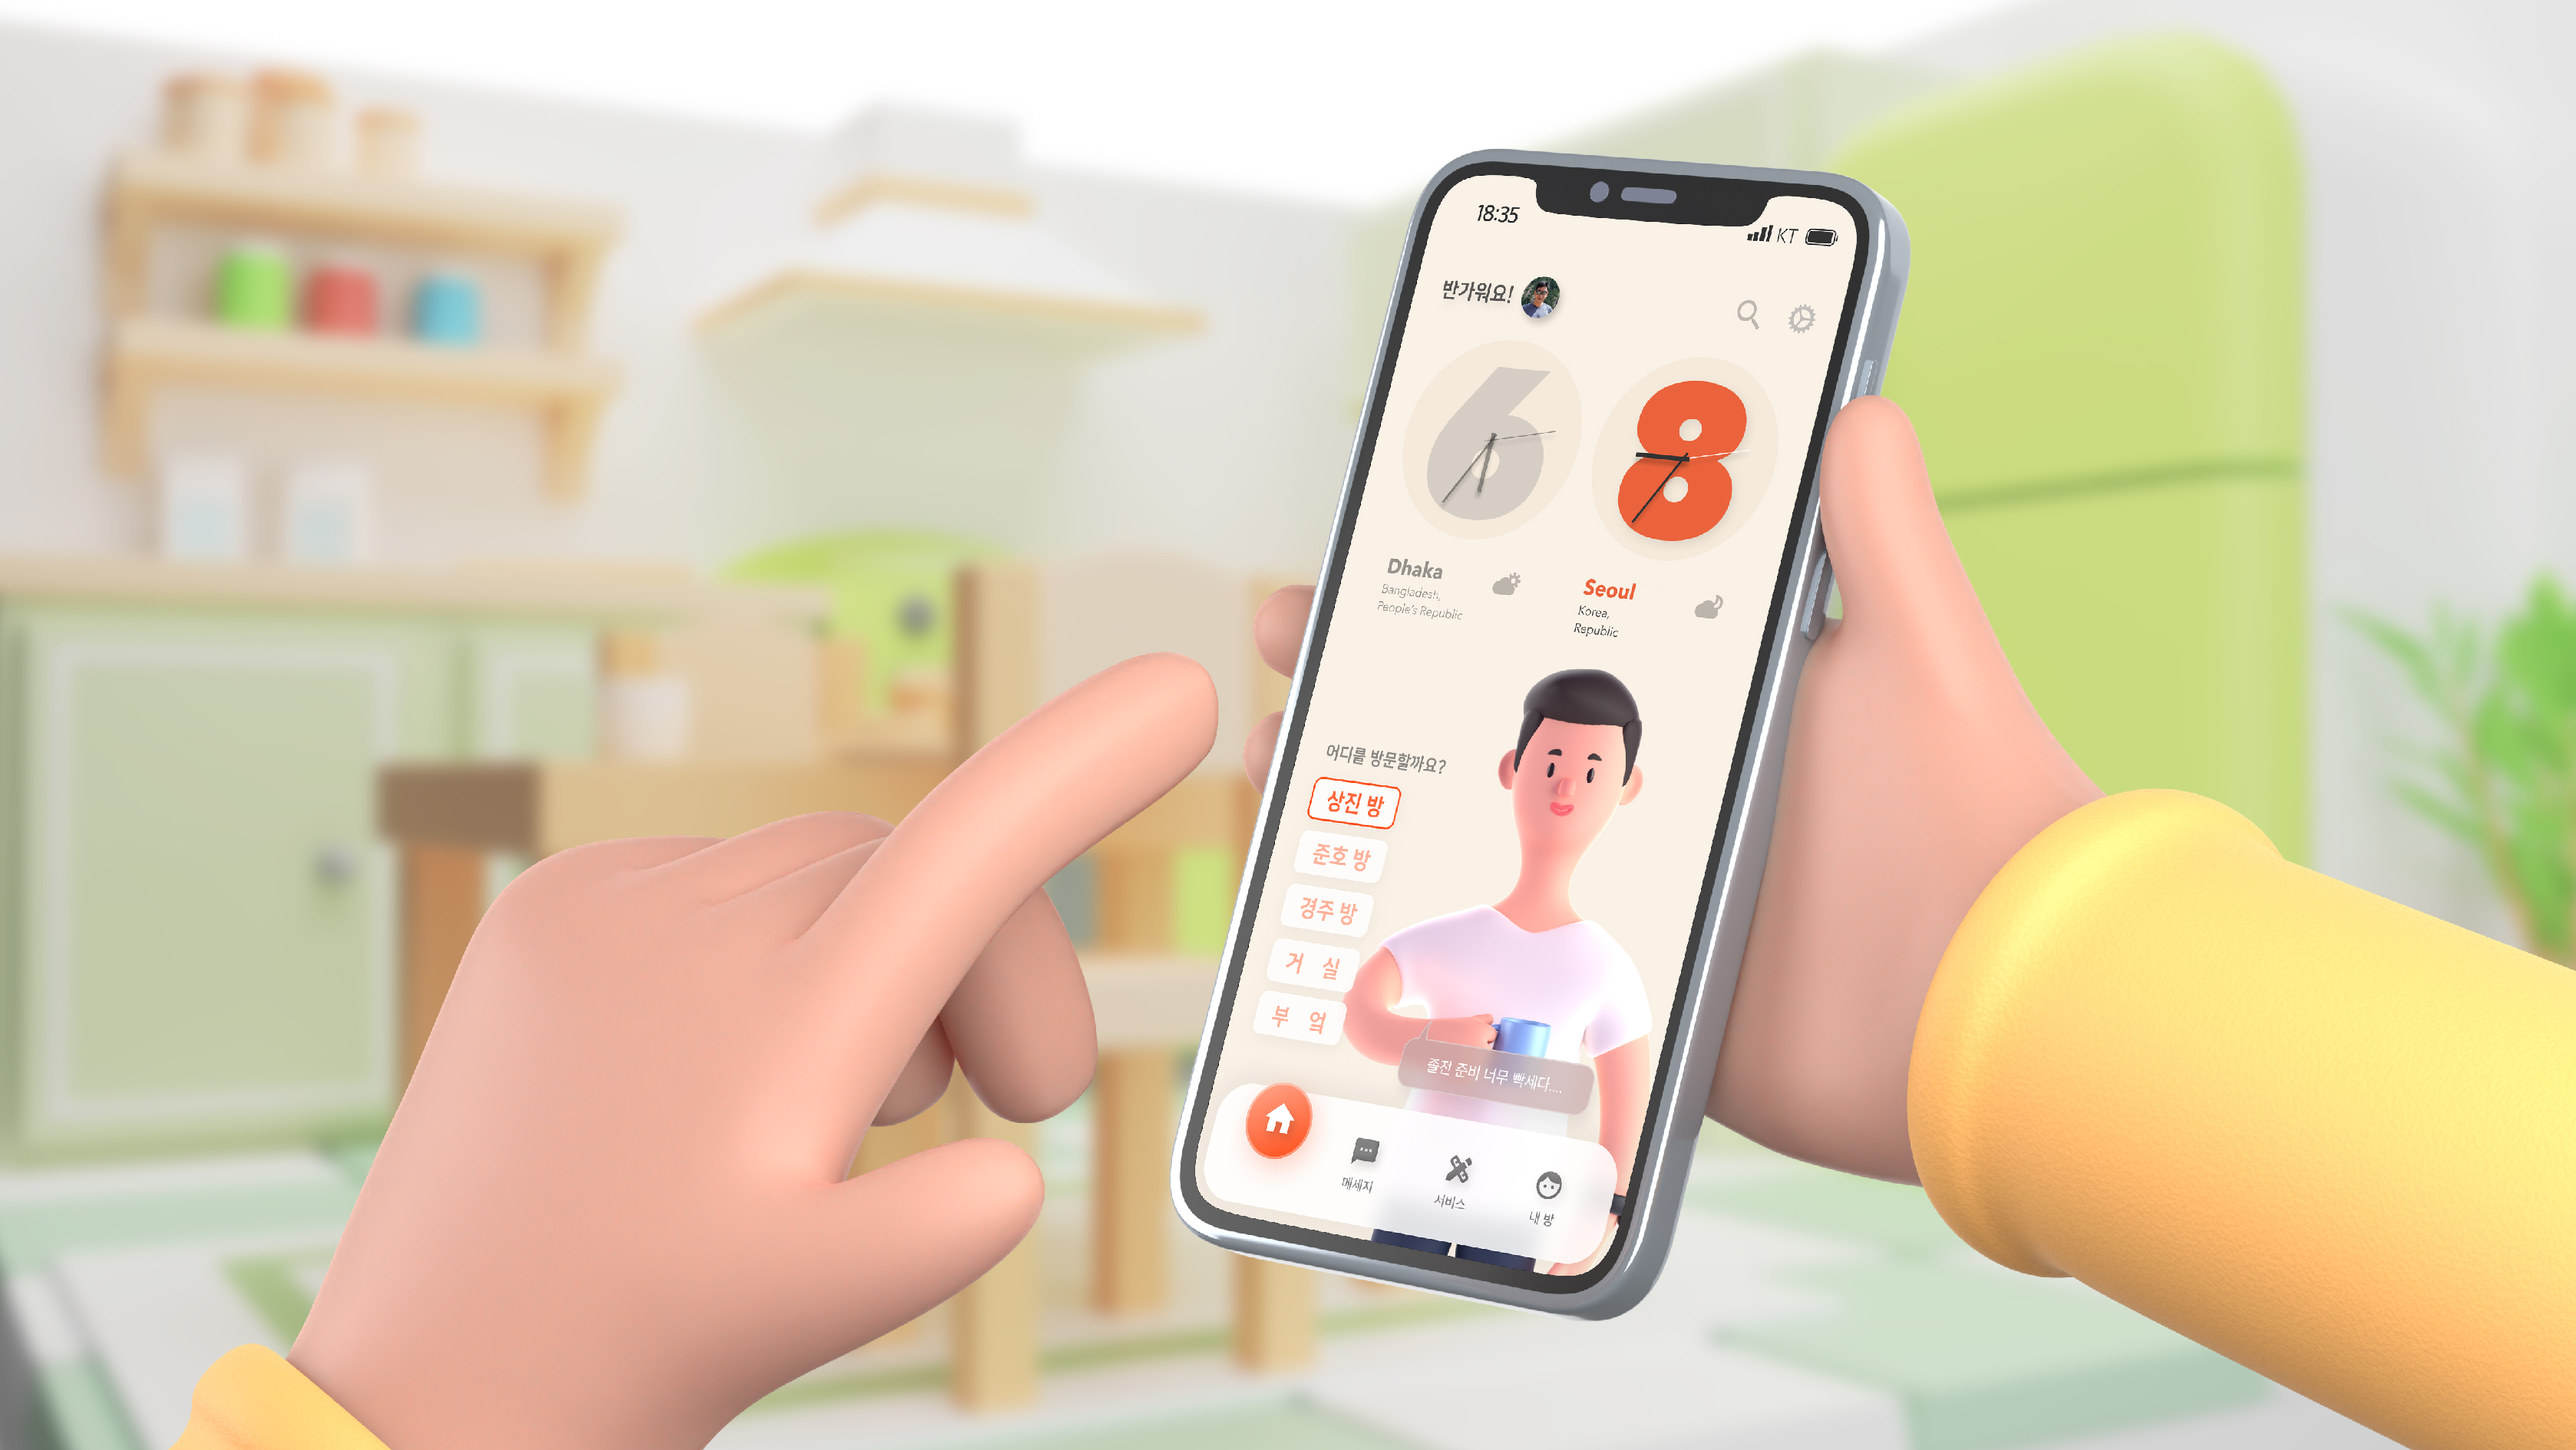 18:35
KT
반가워요!
6
8
Dhaka
Bangladesh,
People's Republic
Seoul
Korea,
Republic
어디를 방문할까요?
상진 방
준호 방
경주 방
거 실
부 엌
졸전 준비 너무 빡세다....
메세지
서비스
내 방